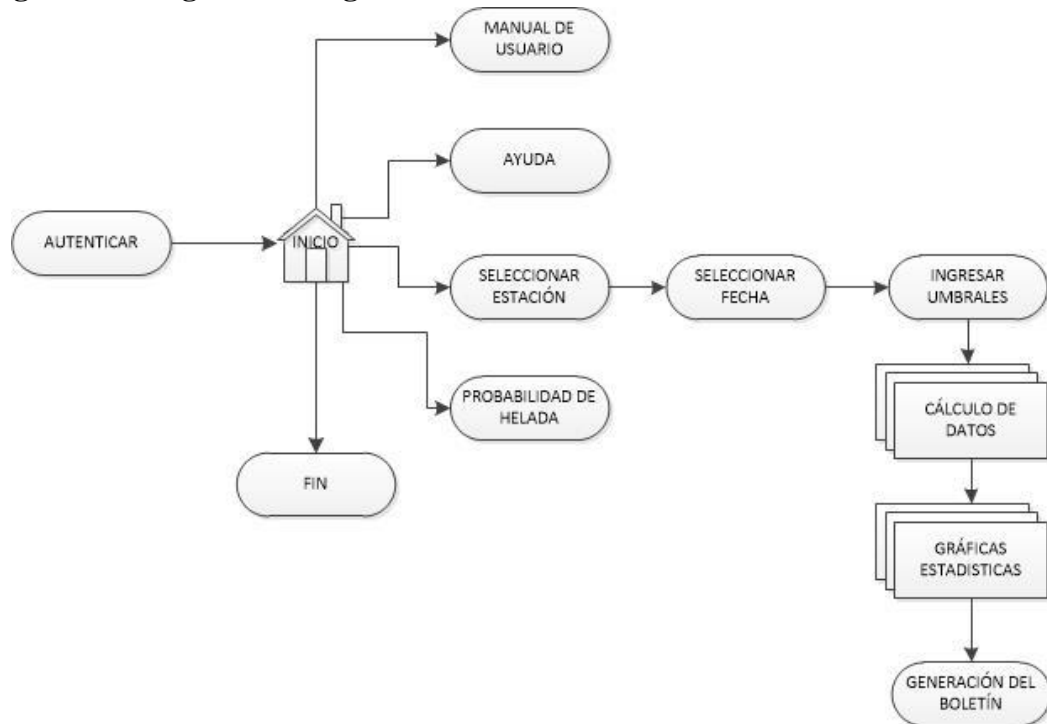 MANUAL DE
USUARIO
AYUDA
AUTENTICAR
INICIO
SELECCIONAR
ESTACIÓN
SELECCIONAR
FECHA
INGRESAR
UMBRALES
PROBABILIDAD DE
HELADA
CÁLCULO DE
DATOS
FIN
GRÁFICAS
ESTADISTICAS
GENERACIÓN DEL
BOLETÍN